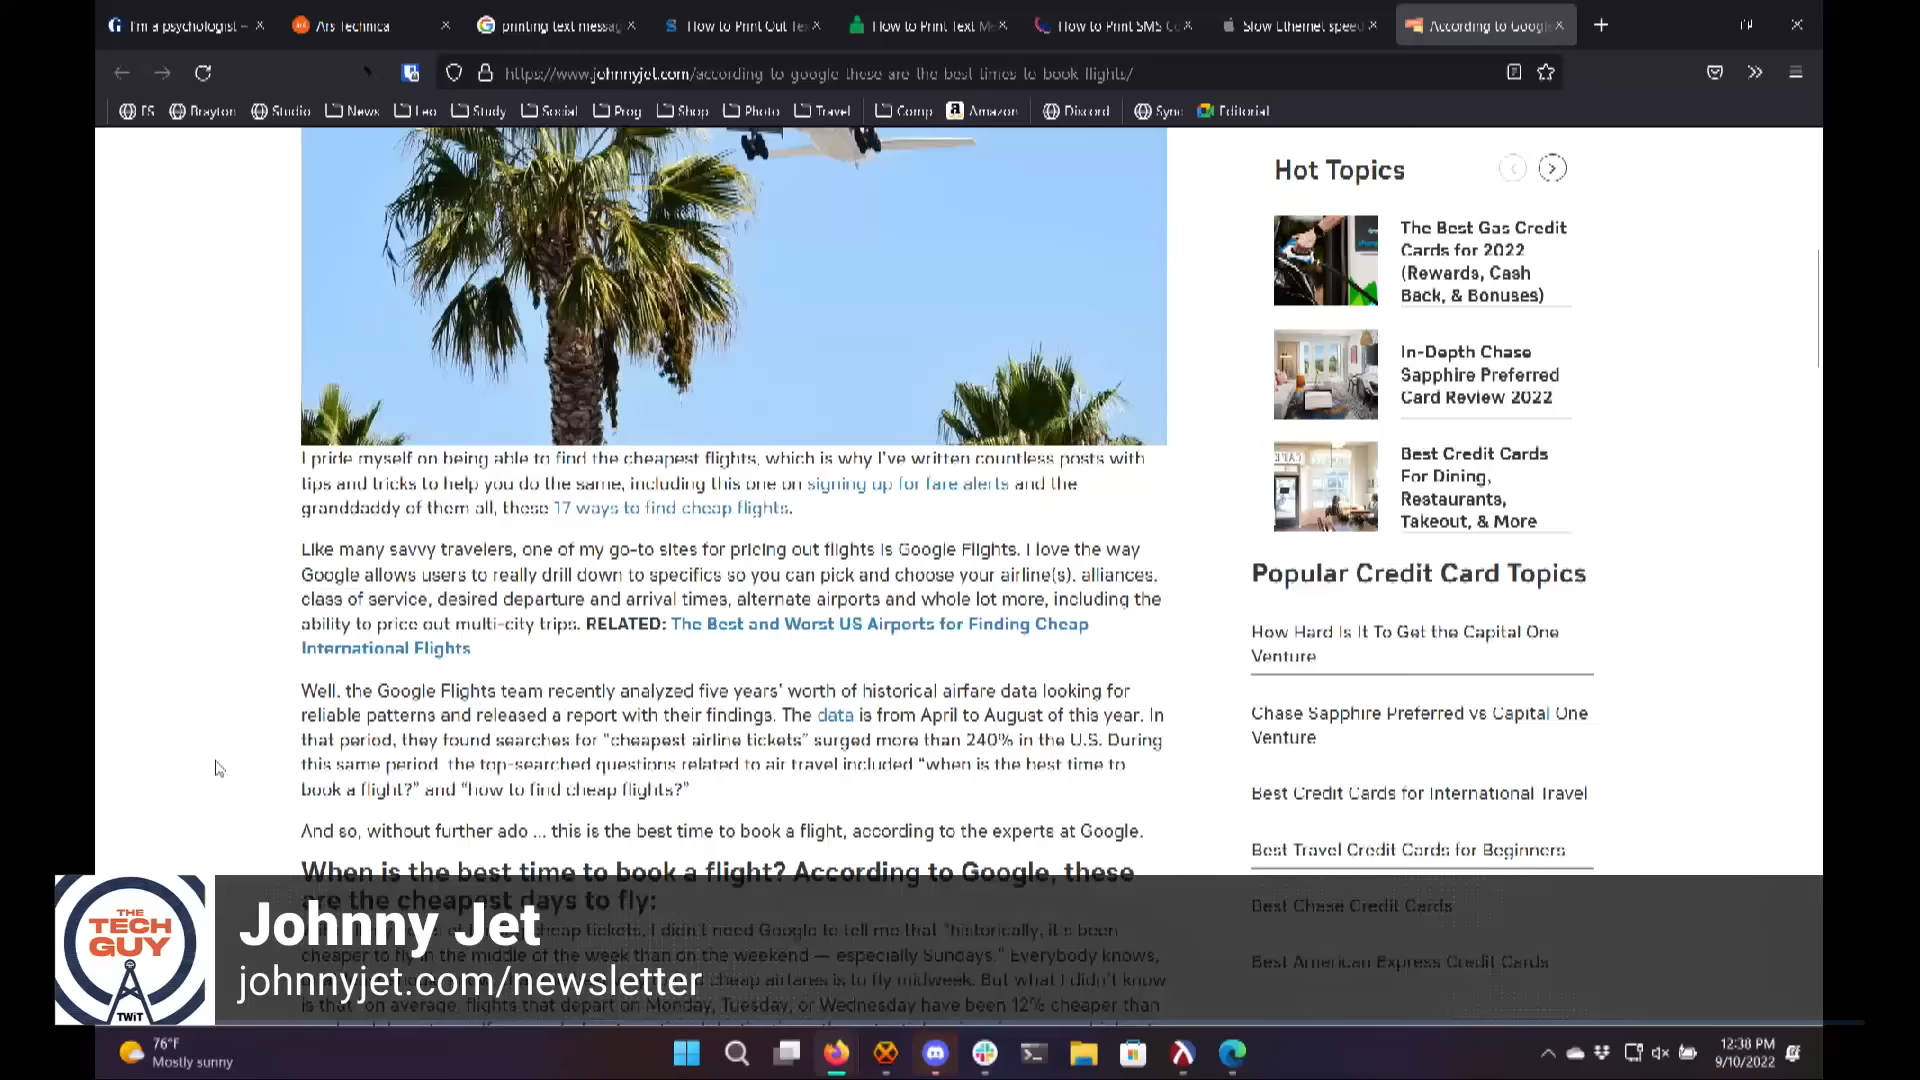 I'm a psychologist –
Ars Technica
printing text messag
How to Print Out Te
How to Print Text M
How to Print SMS C
Slow Ethernet speed
According to Google
https://www.johnnyjet.com/according-to-google-these-are-the-best-times-to-book-flights/
FS
Brayton
Studio
News
Leo
Study
Social
Prog
Shop
Photo
Travel
Comp
Amazon
Discord
Sync
Editorial
I pride myself on being able to find the cheapest flights, which is why I've written countless posts with
tips and tricks to help you do the same, including this one on signing up for fare alerts and the
granddaddy of them all, these 17 ways to find cheap flights.
Like many savvy travelers, one of my go-to sites for pricing out flights is Google Flights. I love the way
Google allows users to really drill down to specifics so you can pick and choose your airline(s), alliances,
class of service, desired departure and arrival times, alternate airports and whole lot more, including the
ability to price out multi-city trips. RELATED: The Best and Worst US Airports for Finding Cheap
International Flights
Well, the Google Flights team recently analyzed five years' worth of historical airfare data looking for
reliable patterns and released a report with their findings. The data is from April to August of this year. In
that period, they found searches for "cheapest airline tickets" surged more than 240% in the U.S. During
this same period, the top-searched questions related to air travel included "when is the best time to
book a flight?" and "how to find cheap flights?"
And so, without further ado ... this is the best time to book a flight, according to the experts at Google.
When is the best time to book a flight? According to Google, these
are the cheapest days to fly:
cheap tickets, I didn't need Google to tell me that "historically, it's been
cheaper to fly in the middle of the week than on the weekend — especially Sundays." Everybody knows,
cheap airfares is to fly midweek. But what I didn't know
is that "on average, flights that depart on Monday, Tuesday, or Wednesday have been 12% cheaper than
Hot Topics
The Best Gas Credit
Cards for 2022
(Rewards, Cash
Back, & Bonuses)
In-Depth Chase
Sapphire Preferred
Card Review 2022
Best Credit Cards
For Dining,
Restaurants,
Takeout, & More
Popular Credit Card Topics
How Hard Is It To Get the Capital One
Venture
Chase Sapphire Preferred vs Capital One
Venture
Best Credit Cards for International Travel
Best Travel Credit Cards for Beginners
Best Chase Credit Cards
Best American Express Credit Cards
THE
TECH
GUY
TWiT
Johnny Jet
johnnyjet.com/newsletter
76°F
Mostly sunny
12:38 PM
9/10/2022